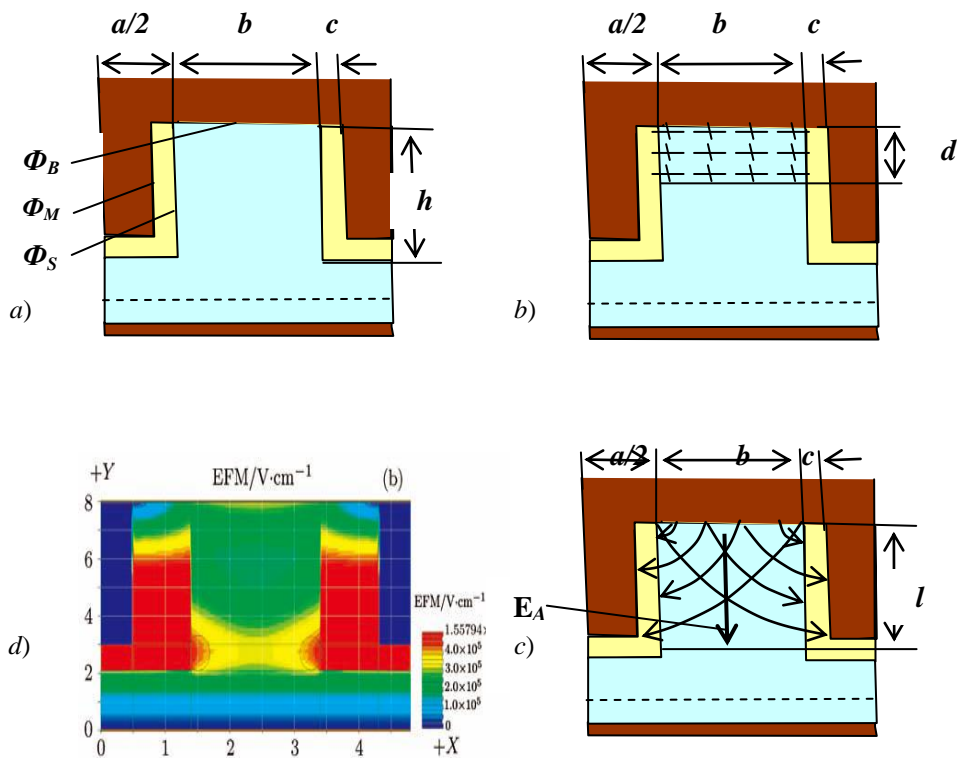 a/2 b c
Φ_B
Φ_M
Φ_S
h
a)
a/2 b c
d
b)
+Y
EFM/V·cm⁻¹ (b)
8
6
4
2
0
0 1 2 3 4 +X
EFM/V·cm⁻¹
1.55794×
4.0×10⁵
3.0×10⁵
2.0×10⁵
1.0×10⁵
0
d)
a/2 b c
E_A
l
c)